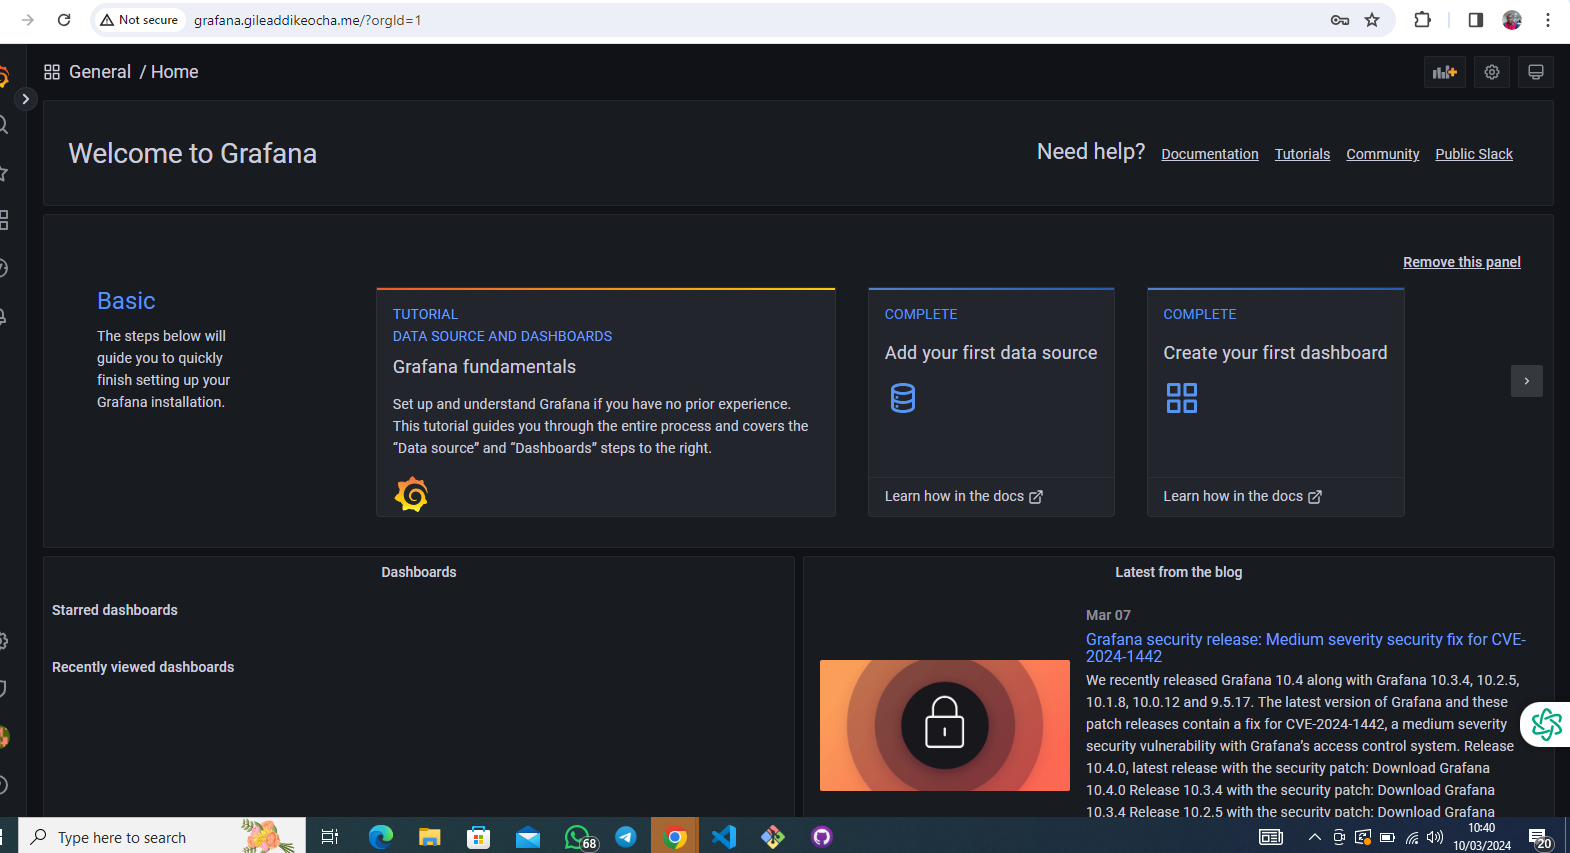 Not secure
grafana.gileaddikeocha.me/?orgId=1
General / Home
Welcome to Grafana
Need help? Documentation Tutorials Community Public Slack
Remove this panel
Basic
The steps below will
guide you to quickly
finish setting up your
Grafana installation.
TUTORIAL
DATA SOURCE AND DASHBOARDS
Grafana fundamentals
Set up and understand Grafana if you have no prior experience.
This tutorial guides you through the entire process and covers the
“Data source” and “Dashboards” steps to the right.
COMPLETE
Add your first data source
Learn how in the docs
COMPLETE
Create your first dashboard
Learn how in the docs
Dashboards
Starred dashboards
Recently viewed dashboards
Latest from the blog
Mar 07
Grafana security release: Medium severity security fix for CVE-
2024-1442
We recently released Grafana 10.4 along with Grafana 10.3.4, 10.2.5,
10.1.8, 10.0.12 and 9.5.17. The latest version of Grafana and these
patch releases contain a fix for CVE-2024-1442, a medium severity
security vulnerability with Grafana’s access control system. Release
10.4.0, latest release with the security patch: Download Grafana
10.4.0 Release 10.3.4 with the security patch: Download Grafana
10.3.4 Release 10.2.5 with the security patch: Download Grafana
Type here to search
68
10:40
10/03/2024
20